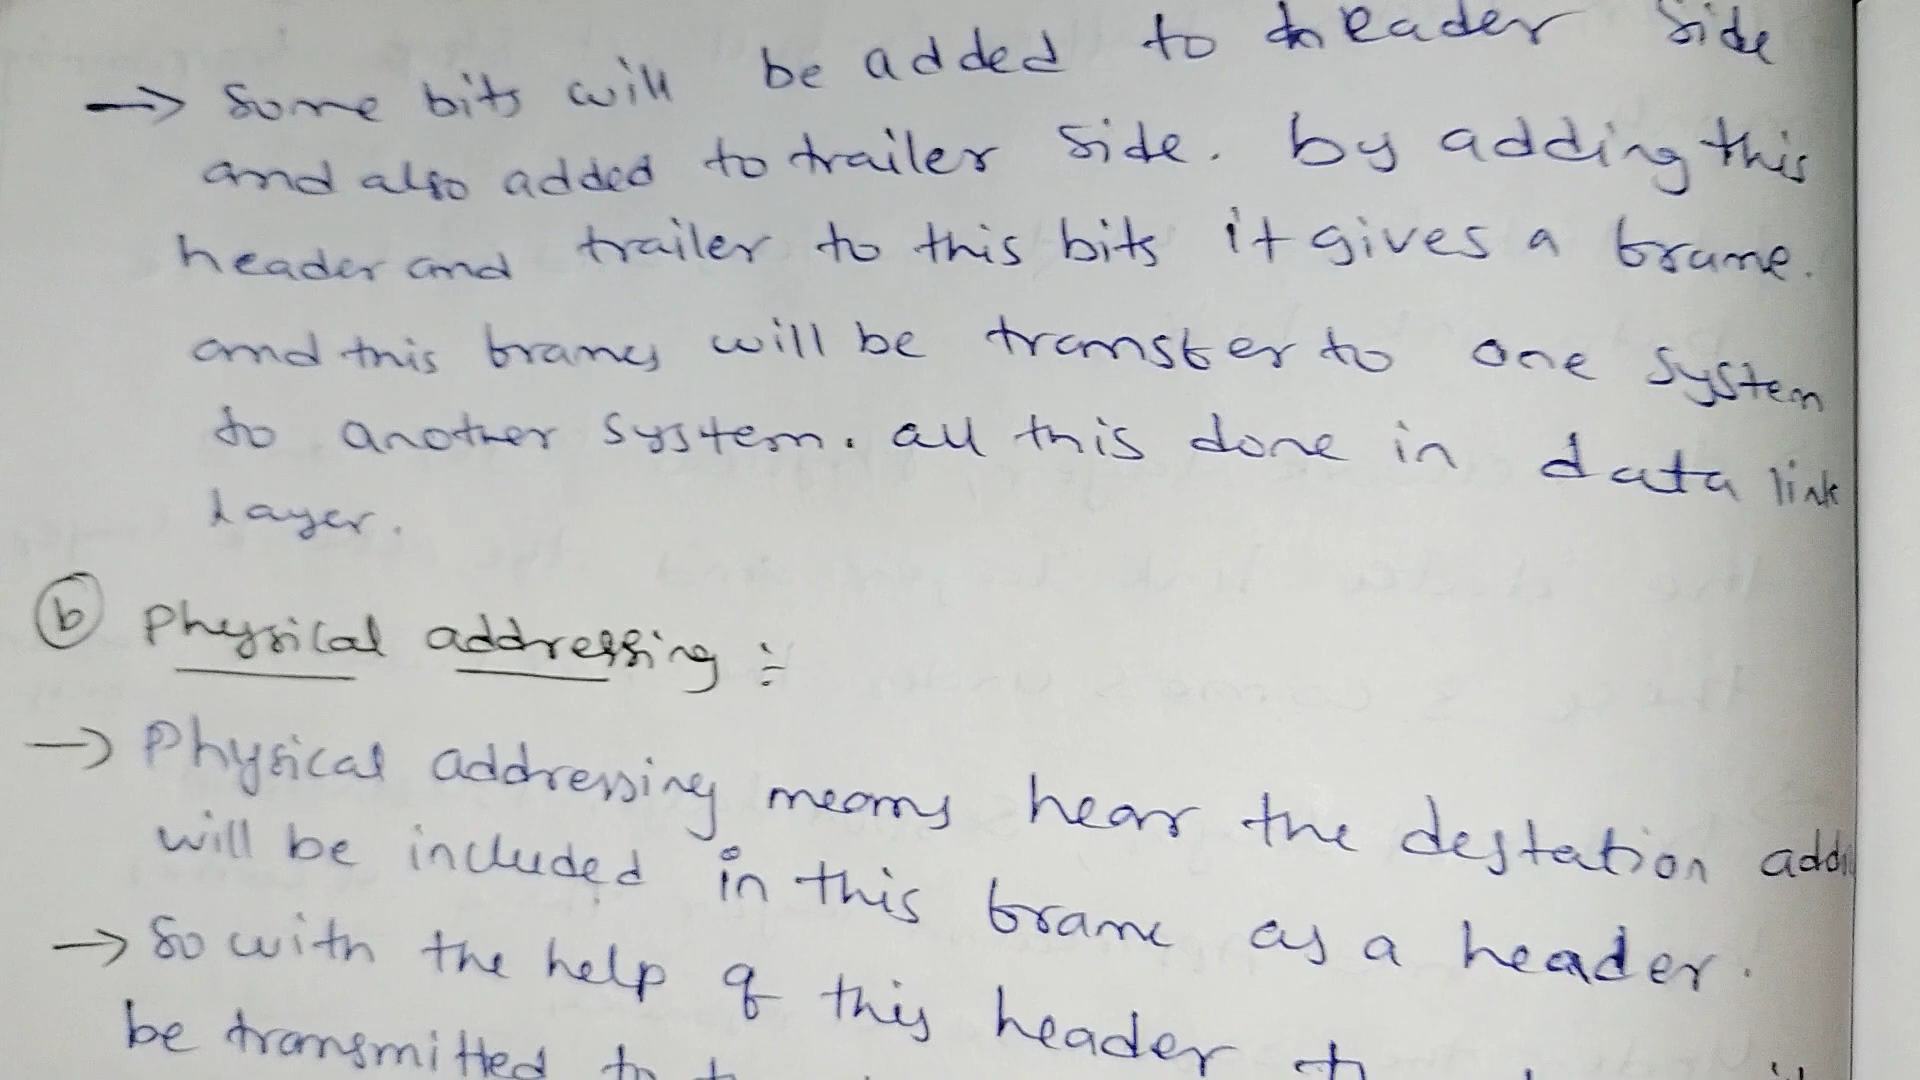 → Some bits will be added to header side
and also added to trailer side. by adding this
header and trailer to this bits it gives a frame.
and this frames will be transfer to one system
to another system. all this done in data link
layer.
(b) Physical addressing :-
→ Physical addressing means hear the destation
will be included in this frame as a header.
→ So with the help of this header
be transmitted to